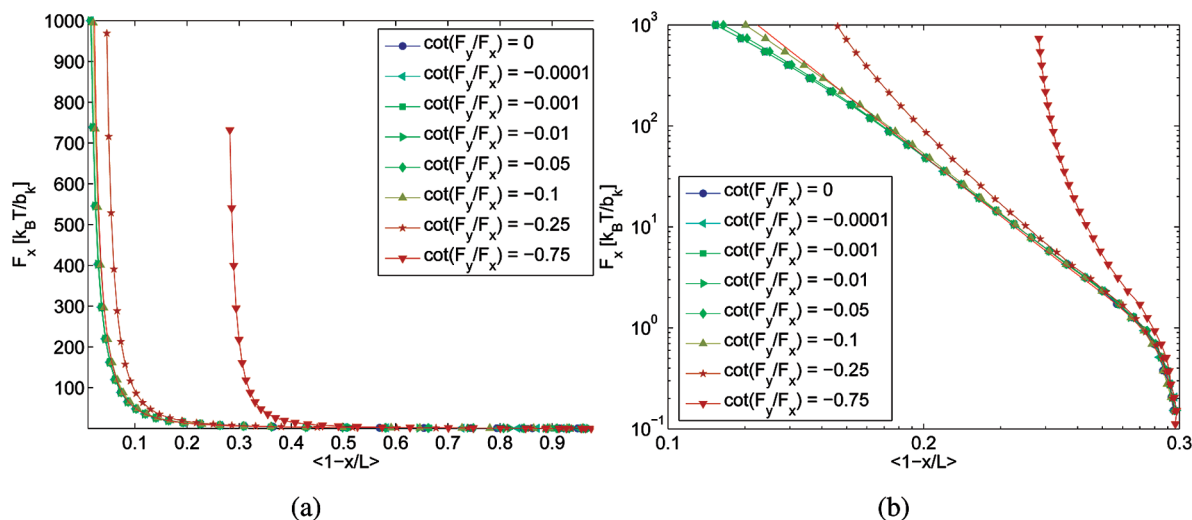 1000
900
800
700
600
500
400
300
200
100
F_x [k_BT/b_k]
0.1 0.2 0.3 0.4 0.5 0.6 0.7 0.8 0.9
<1−x/L>
cot(F_y/F_x) = 0
cot(F_y/F_x) = −0.0001
cot(F_y/F_x) = −0.001
cot(F_y/F_x) = −0.01
cot(F_y/F_x) = −0.05
cot(F_y/F_x) = −0.1
cot(F_y/F_x) = −0.25
cot(F_y/F_x) = −0.75
(a)
10^3
10^2
10^1
10^0
10^−1
F_x [k_BT/b_k]
0.1 0.2 0.3
<1−x/L>
cot(F_y/F_x) = 0
cot(F_y/F_x) = −0.0001
cot(F_y/F_x) = −0.001
cot(F_y/F_x) = −0.01
cot(F_y/F_x) = −0.05
cot(F_y/F_x) = −0.1
cot(F_y/F_x) = −0.25
cot(F_y/F_x) = −0.75
(b)